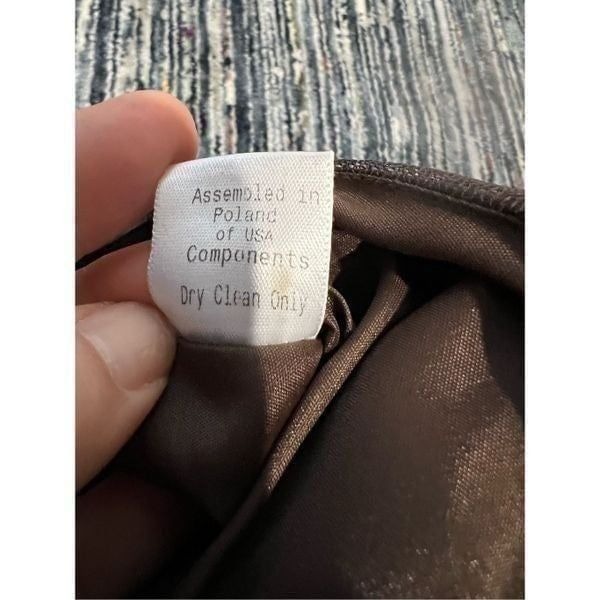 Assembled in
Poland
of USA
Components
Dry Clean Only